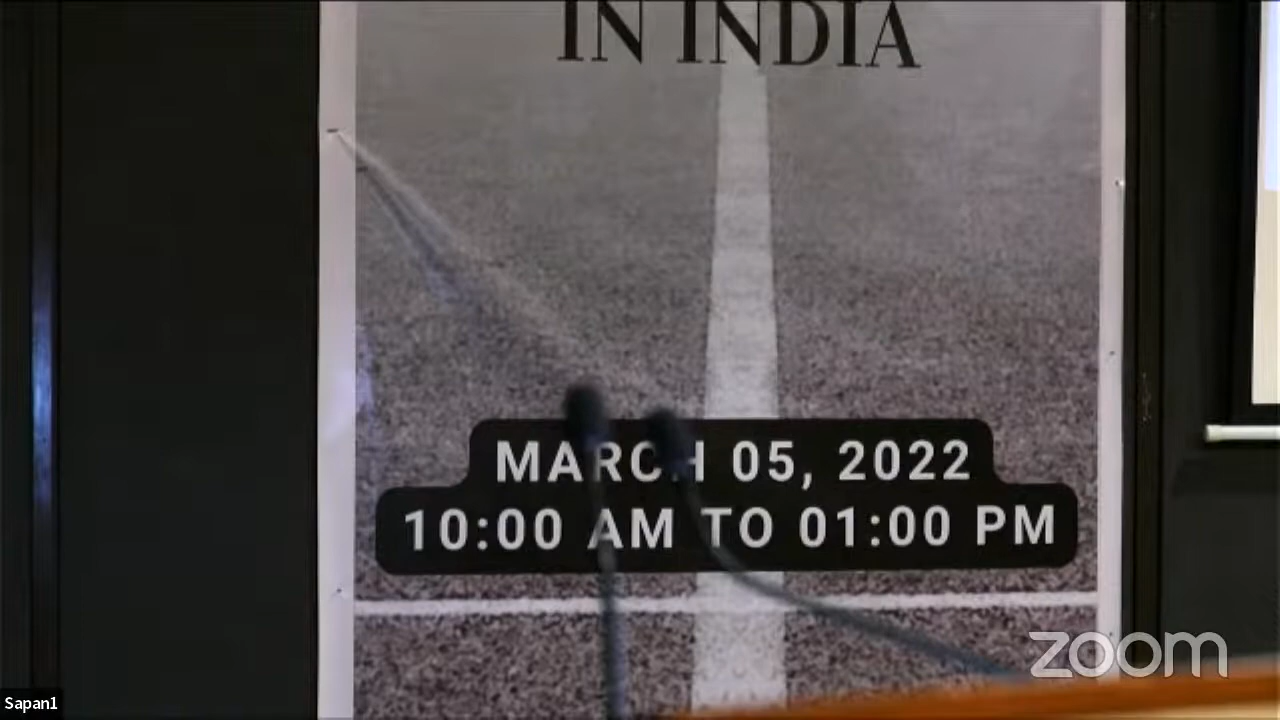 IN INDIA
MARCH 05, 2022
10:00 AM TO 01:00 PM
zoom
Sapan1